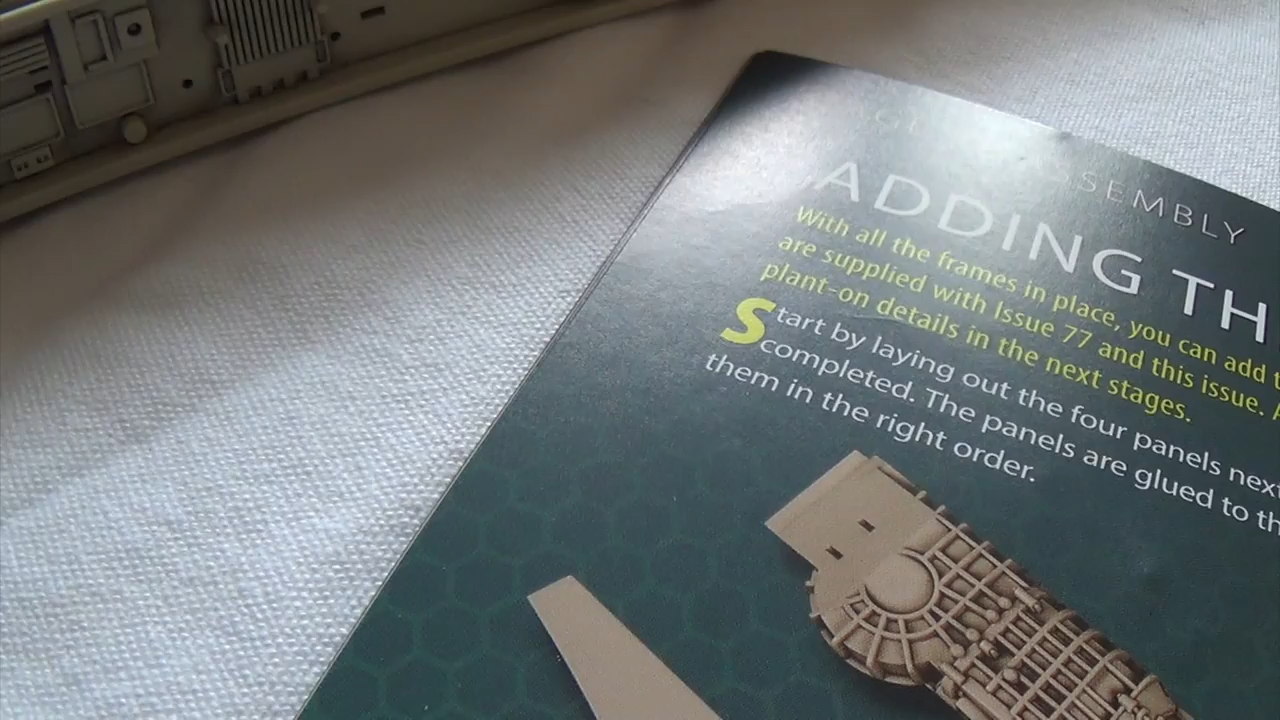 ASSEMBLY
ADDING TH
With all the frames in place, you can add t
are supplied with Issue 77 and this issue. A
plant-on details in the next stages.
Start by laying out the four panels next
completed. The panels are glued to th
them in the right order.